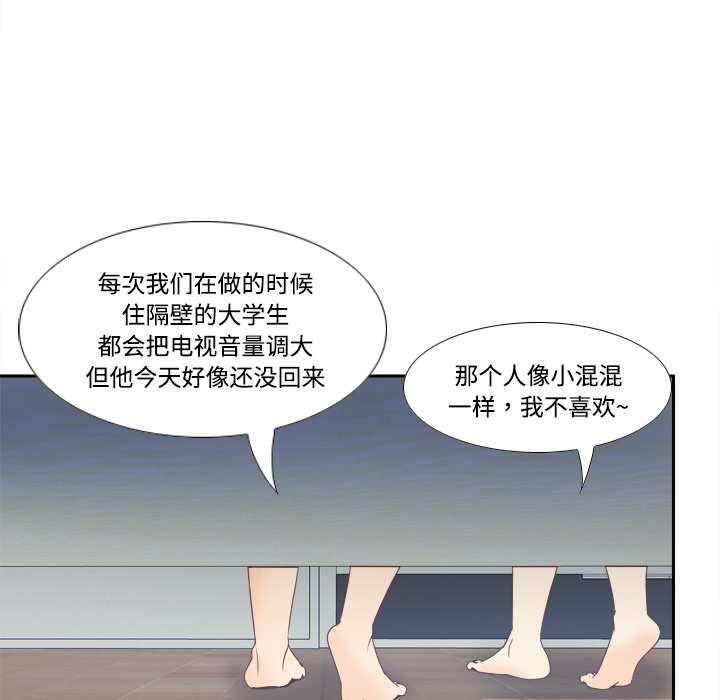 每次我们在做的时候
住隔壁的大学生
都会把电视音量调大
但他今天好像还没回来
那个人像小混混
一样，我不喜欢~